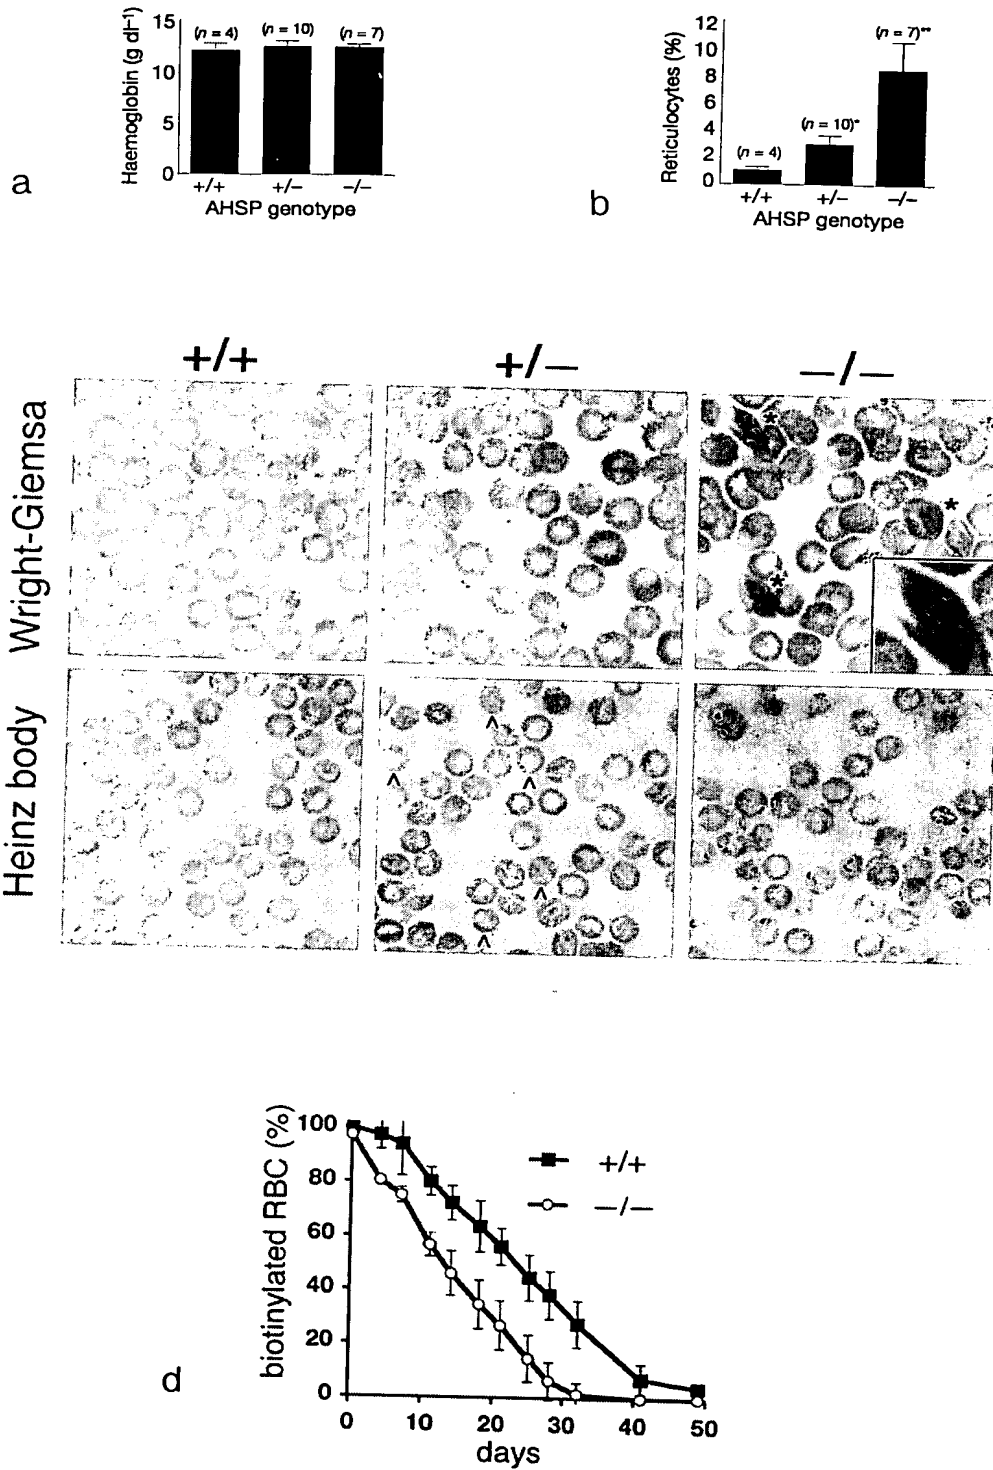 15
10
5
0
Haemoglobin (g dl⁻¹)
(n = 4)
(n = 10)
(n = 7)
+/+
+/−
−/−
AHSP genotype
a
12
10
8
6
4
2
0
Reticulocytes (%)
(n = 4)
(n = 10)*
(n = 7)**
+/+
+/−
−/−
AHSP genotype
b
+/+
+/−
−/−
Wright-Giemsa
*
*
*
Heinz body
^
^
^
^
^
100
80
60
40
20
0
biotinylated RBC (%)
+/+
−/−
0
10
20
30
40
50
days
d